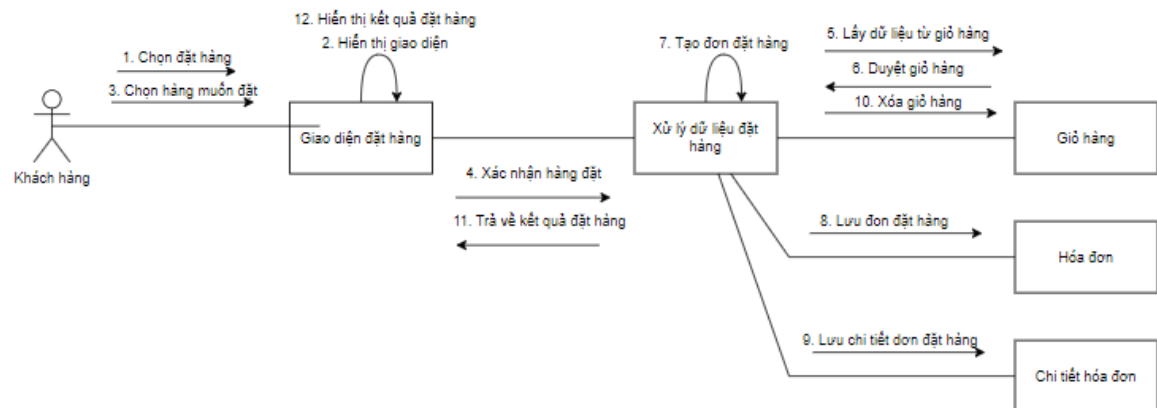 12. Hiển thị kết quả đặt hàng
2. Hiển thị giao diện
7. Tạo đơn đặt hàng
5. Lấy dữ liệu từ giỏ hàng
1. Chọn đặt hàng
6. Duyệt giỏ hàng
3. Chọn hàng muốn đặt
10. Xóa giỏ hàng
Giao diện đặt hàng
Xử lý dữ liệu đặt
hàng
Giỏ hàng
Khách hàng
4. Xác nhận hàng đặt
11. Trả về kết quả đặt hàng
8. Lưu đon đặt hàng
Hóa đơn
9. Lưu chi tiết dơn đặt hàng
Chi tiết hóa đơn